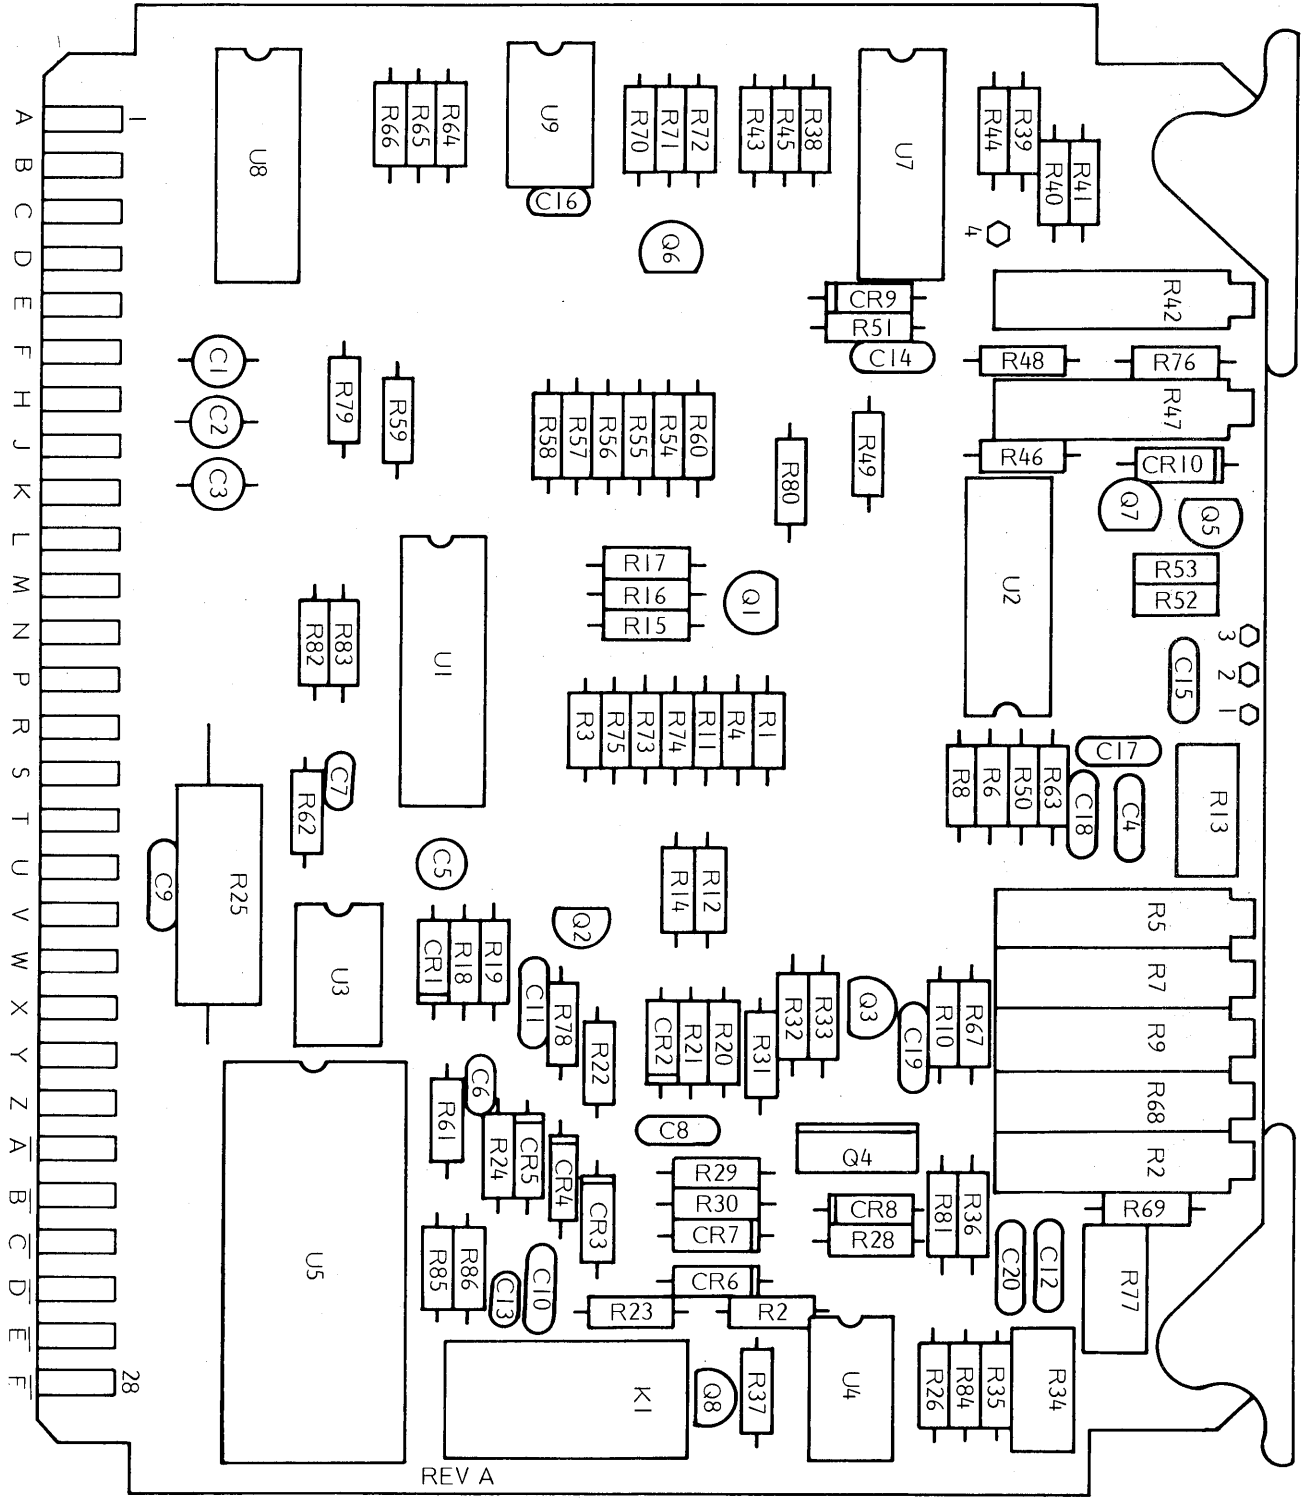 A
B
C
D
E
F
H
J
K
L
M
N
P
R
S
T
U
V
W
X
Y
Z
A̅
B̅
C̅
D̅
E̅
F̅
1
28
U8
R66
R65
R64
U9
C16
R70
R71
R72
R43
R45
R38
U7
R44
R39
R40
R41
4
Q6
CR9
R51
C14
R42
R48
R76
R47
R46
CR10
C1
C2
C3
R79
R59
R58
R57
R56
R55
R54
R60
R80
R49
Q7
Q5
U2
R53
R52
R17
R16
R15
Q1
R82
R83
U1
3
2
1
C15
R3
R75
R73
R74
R11
R4
R1
C17
R8
R6
R50
R63
C18
C4
R13
C7
R62
C5
R14
R12
C9
R25
U3
CR1
R18
R19
Q2
R5
R7
R9
R68
R2
C11
R78
R22
CR2
R21
R20
R31
R32
R33
Q3
C19
R10
R67
C6
R61
R24
CR5
CR4
CR3
C8
Q4
R29
R30
CR7
CR8
R28
R81
R36
R69
U5
R85
R86
C13
C10
CR6
R23
R2
C20
C12
R77
K1
Q8
R37
U4
R26
R84
R35
R34
REV A